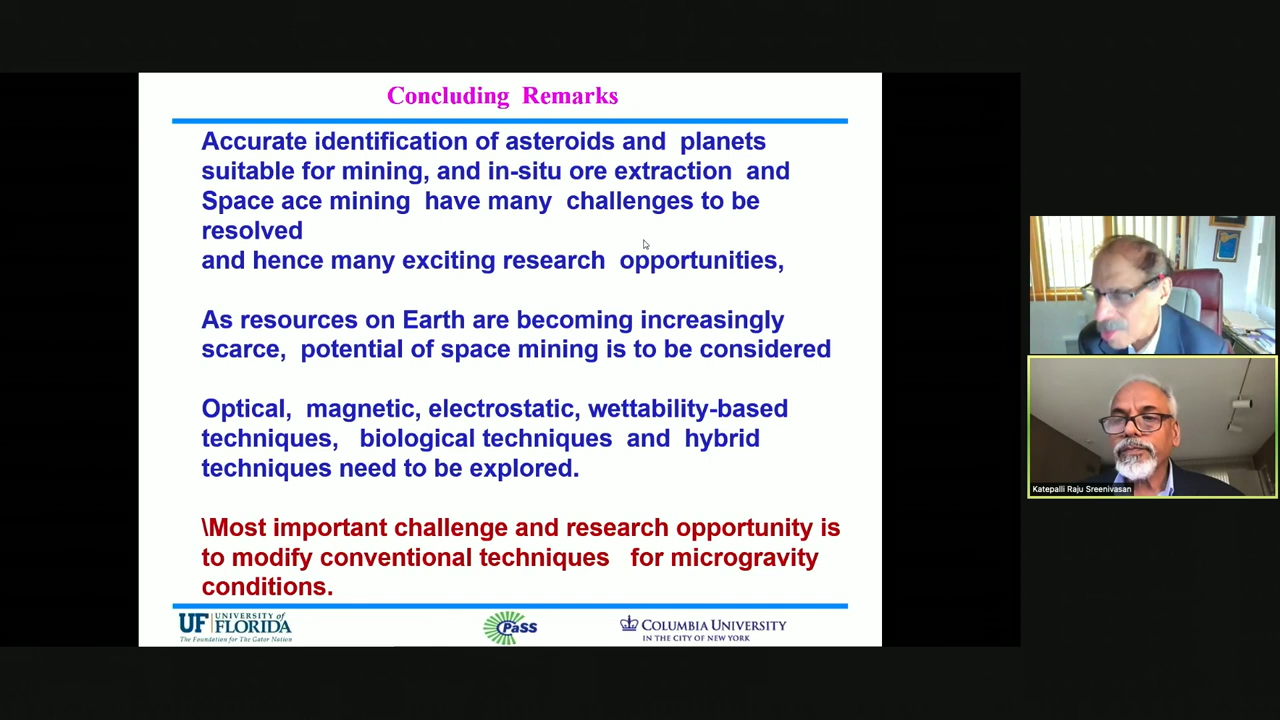 Concluding Remarks
Accurate identification of asteroids and planets
suitable for mining, and in-situ ore extraction and
Space ace mining have many challenges to be
resolved
and hence many exciting research opportunities,
As resources on Earth are becoming increasingly
scarce, potential of space mining is to be considered
Optical, magnetic, electrostatic, wettability-based
techniques, biological techniques and hybrid
techniques need to be explored.
\Most important challenge and research opportunity is
to modify conventional techniques for microgravity
conditions.
UF UNIVERSITY of
FLORIDA
The Foundation for The Gator Nation
CPaSS
COLUMBIA UNIVERSITY
IN THE CITY OF NEW YORK
Katepalli Raju Sreenivasan